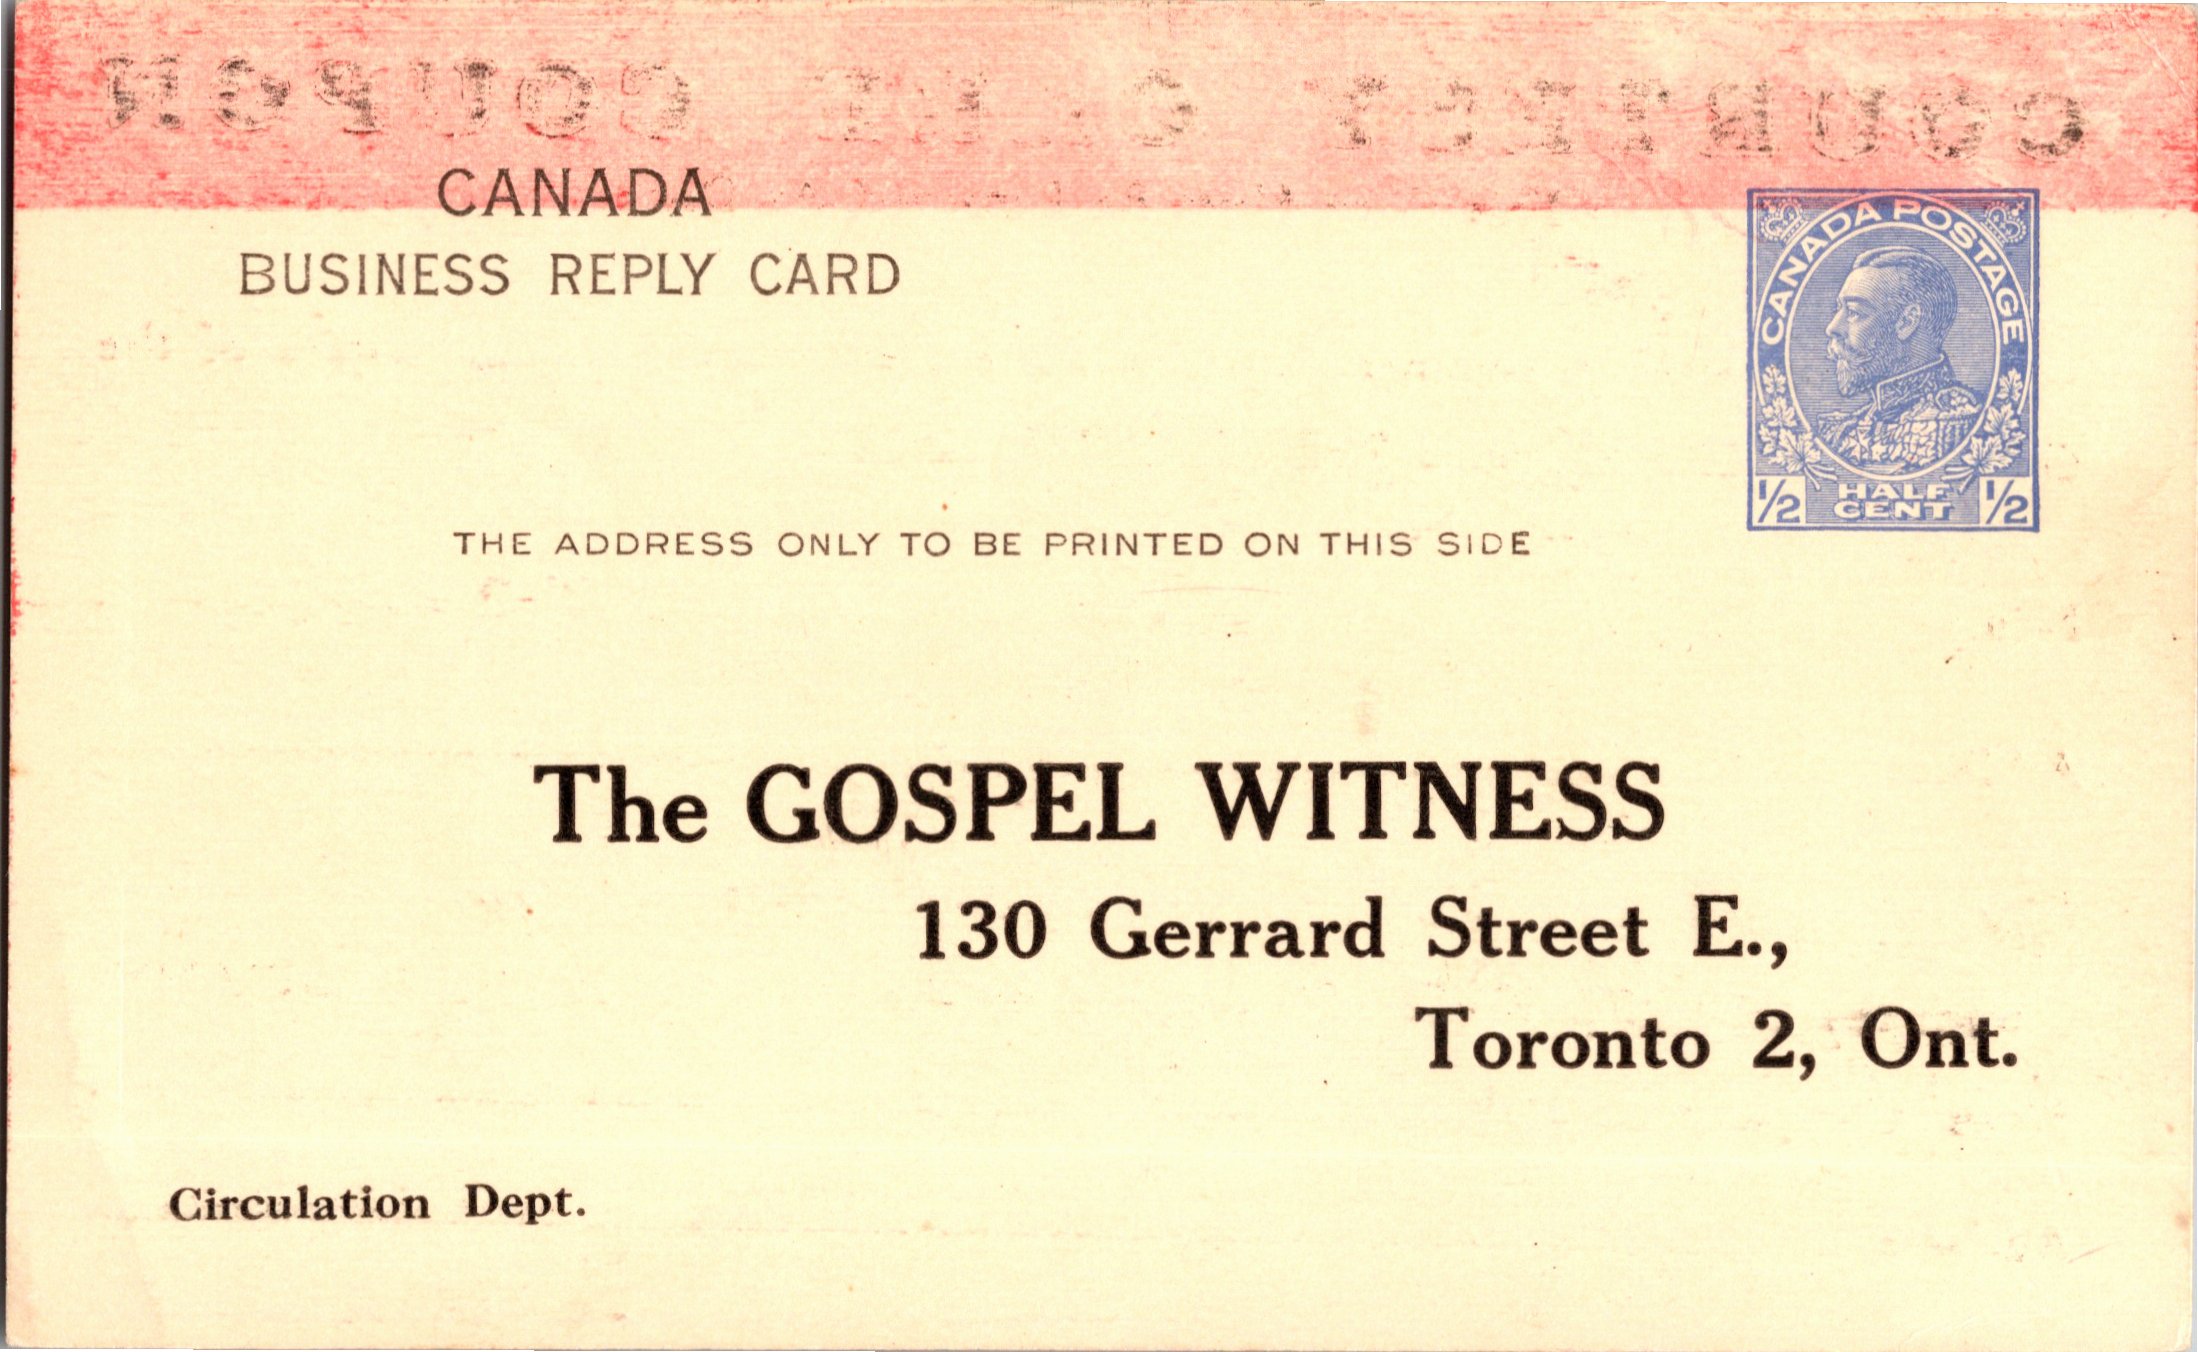 CANADA
BUSINESS REPLY CARD
CANADA POSTAGE
1/2 HALF CENT 1/2
THE ADDRESS ONLY TO BE PRINTED ON THIS SIDE
The GOSPEL WITNESS
130 Gerrard Street E.,
Toronto 2, Ont.
Circulation Dept.